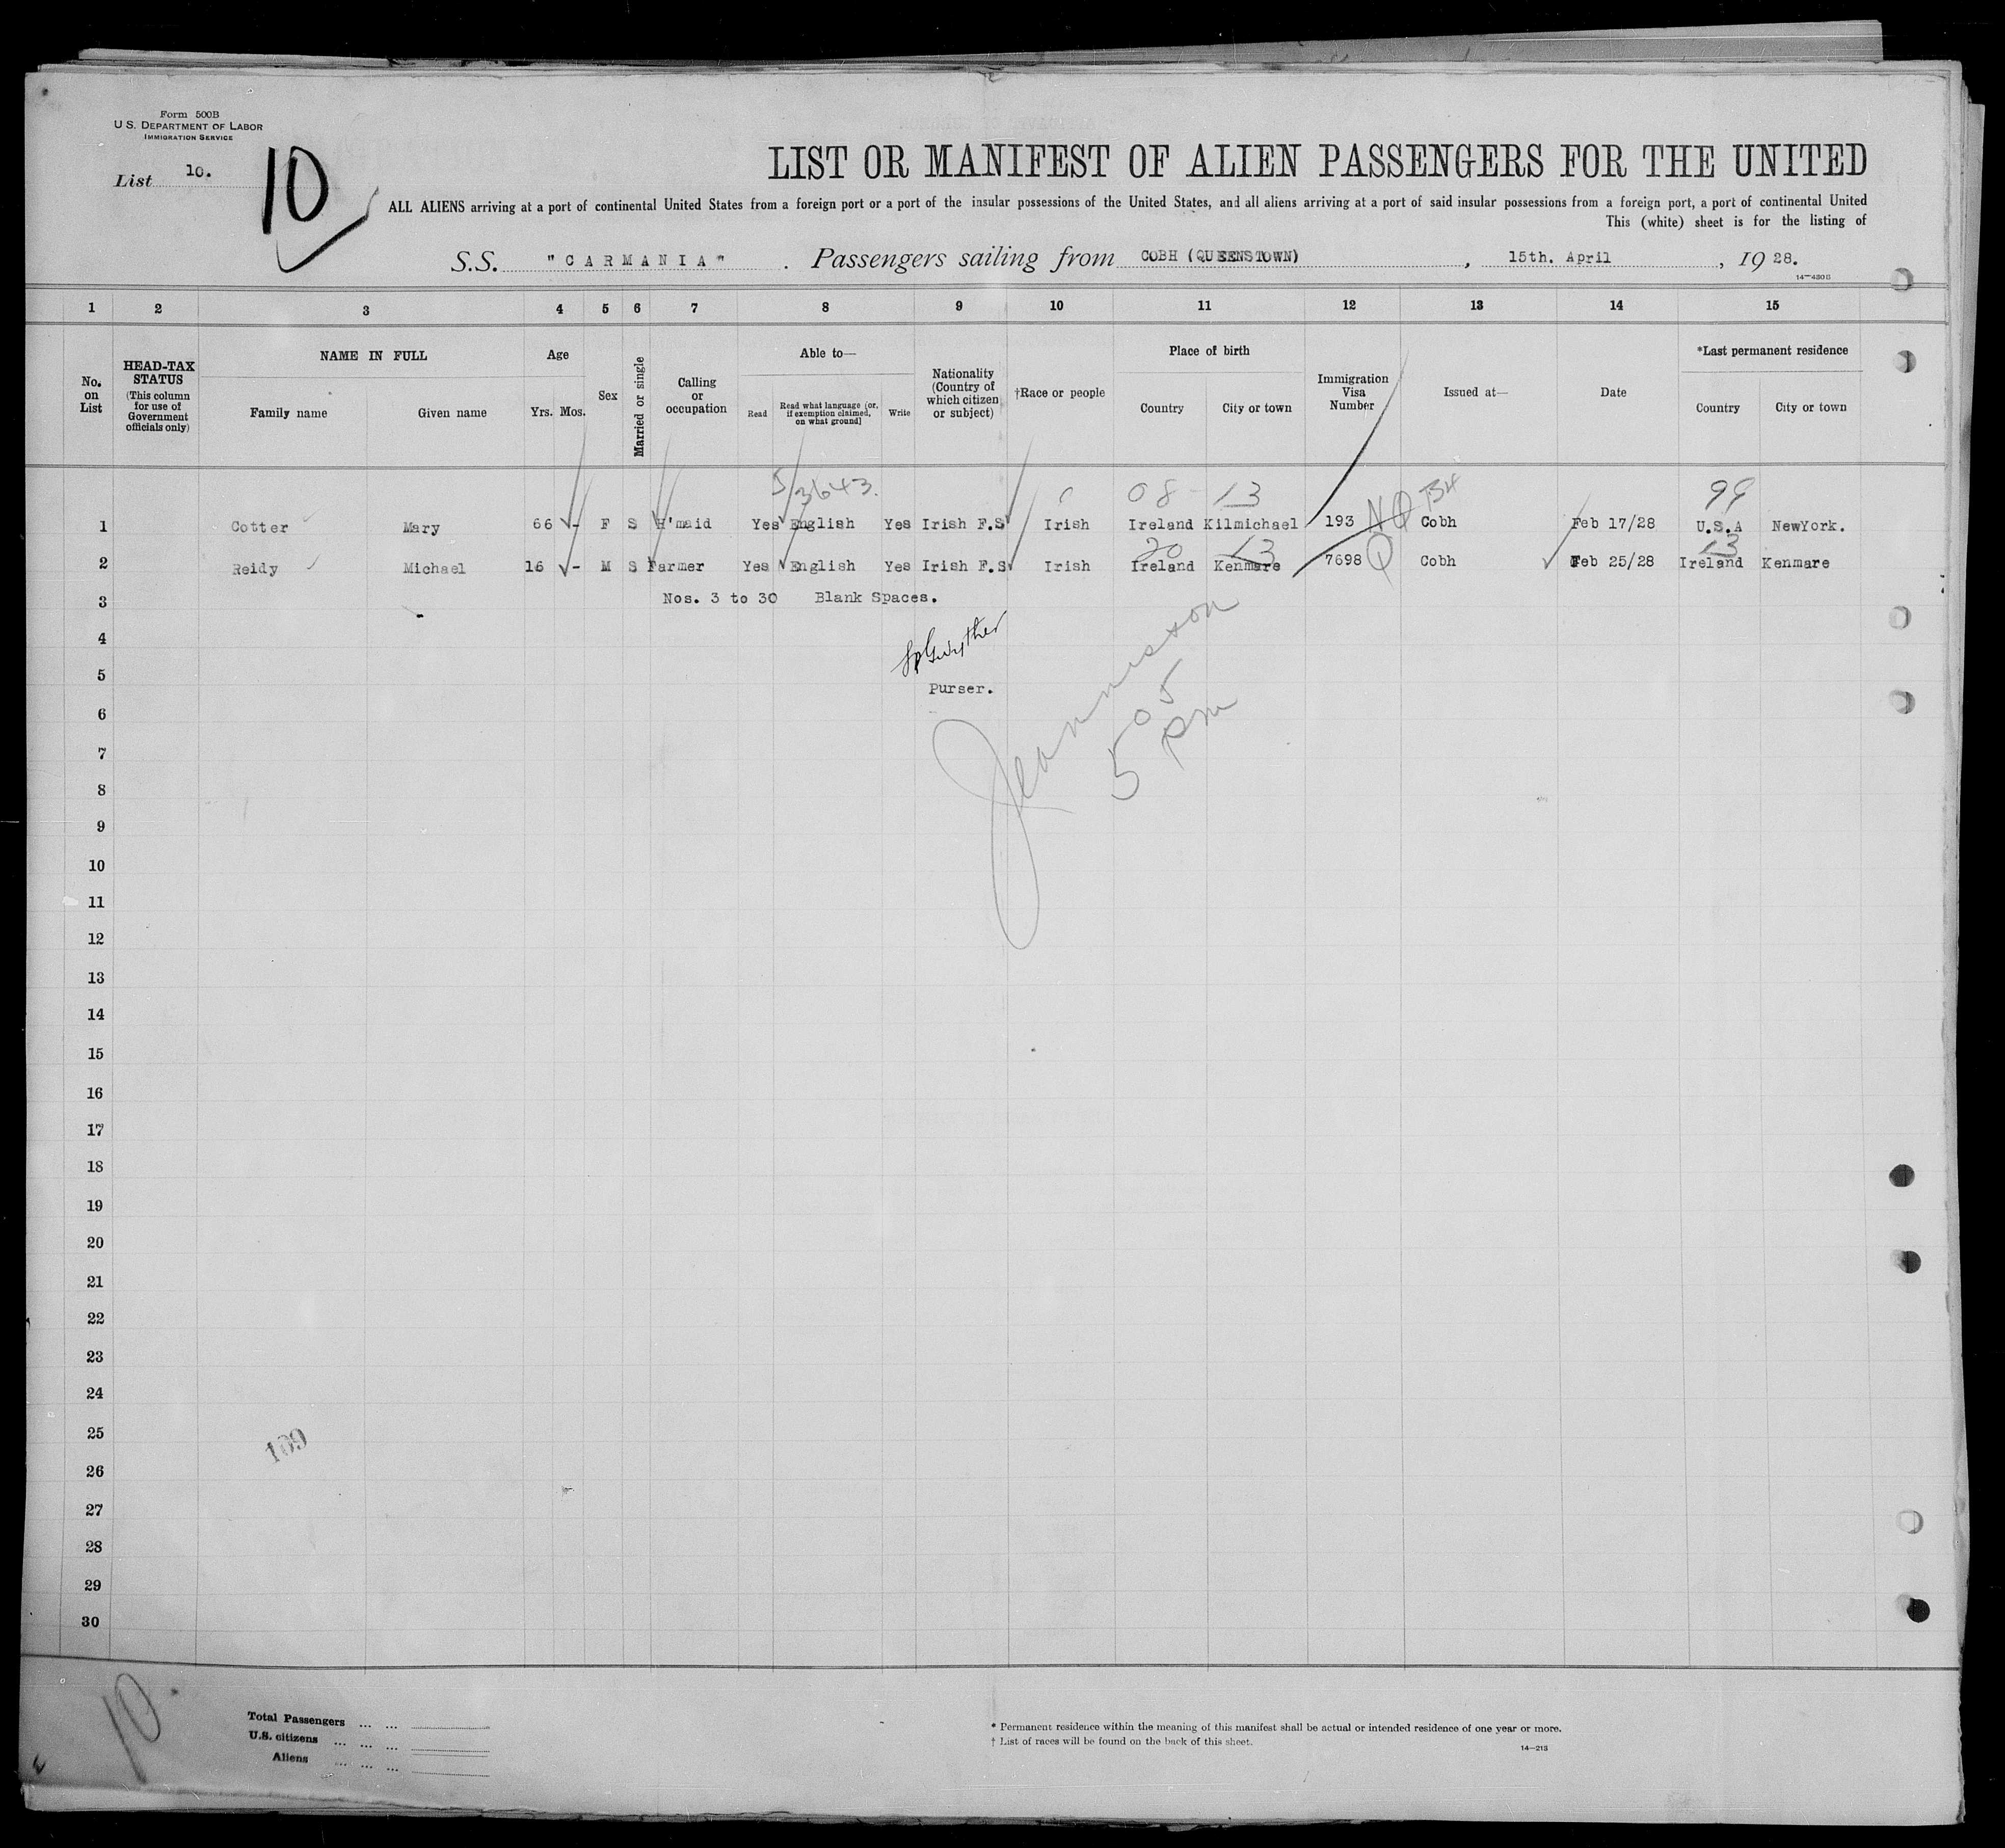 Form 500B
U.S. DEPARTMENT OF LABOR
IMMIGRATION SERVICE
List 10.
10
LIST OR MANIFEST OF ALIEN PASSENGERS FOR THE UNITED
ALL ALIENS arriving at a port of continental United States from a foreign port or a port of the insular possessions of the United States, and all aliens arriving at a port of said insular possessions from a foreign port, a port of continental United
This (white) sheet is for the listing of
S.S. "CARMANIA". Passengers sailing from COBH (QUEENSTOWN), 15th. April, 1928.
14—430B
1 2 3 4 5 6 7 8 9 10 11 12 13 14 15
No. on List
HEAD-TAX STATUS (This column for use of Government officials only)
NAME IN FULL
Family name Given name
Age
Yrs. Mos.
Sex
Married or single
Calling or occupation
Able to—
Read
Read what language (or, if exemption claimed, on what ground)
Write
Nationality (Country of which citizen or subject)
†Race or people
Place of birth
Country City or town
Immigration Visa Number
Issued at—
Date
*Last permanent residence
Country City or town
5/3643. 08 13 99
1 Cotter Mary 66 - F S H'maid Yes English Yes Irish F.S Irish Ireland Kilmichael 193 NQ Cobh Feb 17/28 U.S.A NewYork.
20 13 13
2 Reidy Michael 16 - M S Farmer Yes English Yes Irish F.S Irish Ireland Kenmare 7698 Q Cobh Feb 25/28 Ireland Kenmare
3 Nos. 3 to 30 Blank Spaces.
4
5 Purser.
5 05 pm
6
7
8
9
10
11
12
13
14
15
16
17
18
19
20
21
22
23
24
25
169
26
27
28
29
30
10
Total Passengers ... ...
U.S. citizens ... ... ...
Aliens ... ... ...
* Permanent residence within the meaning of this manifest shall be actual or intended residence of one year or more.
† List of races will be found on the back of this sheet.
14—213